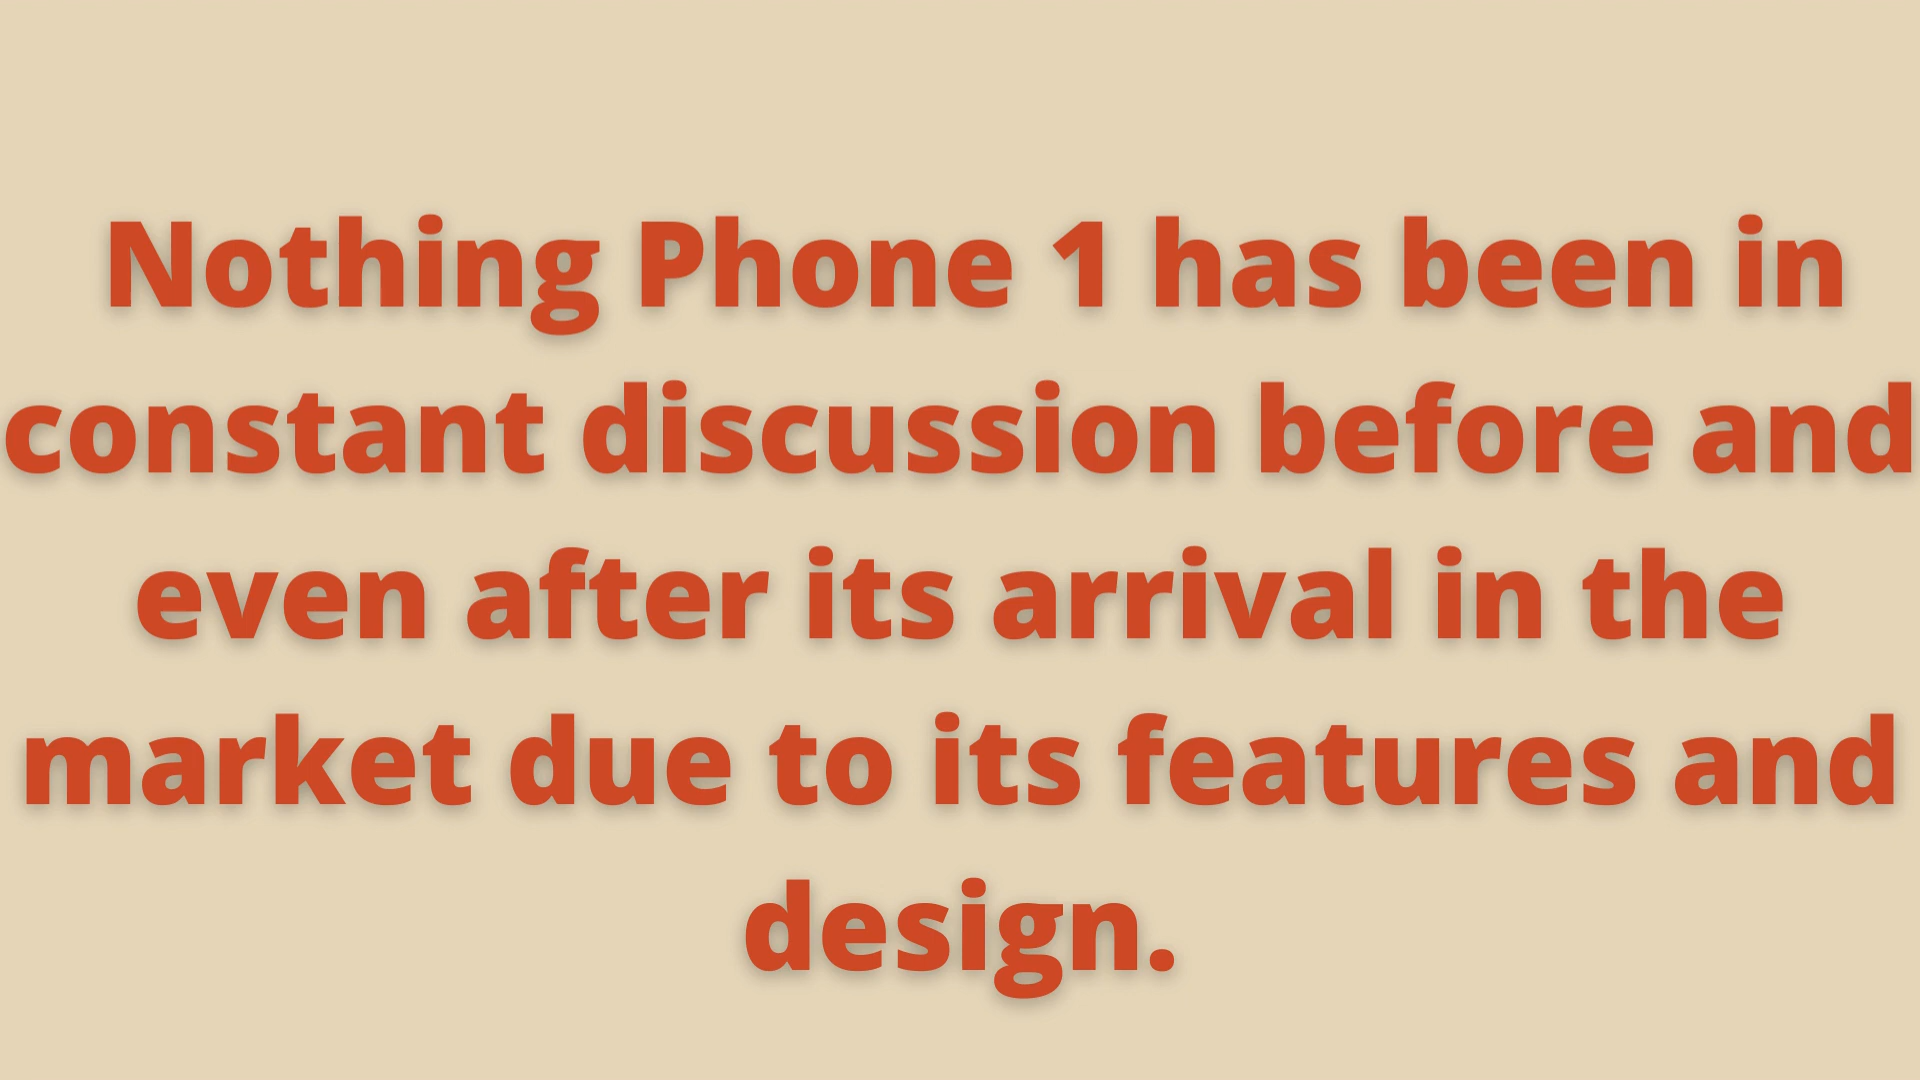 Nothing Phone 1 has been in
constant discussion before and
even after its arrival in the
market due to its features and
design.